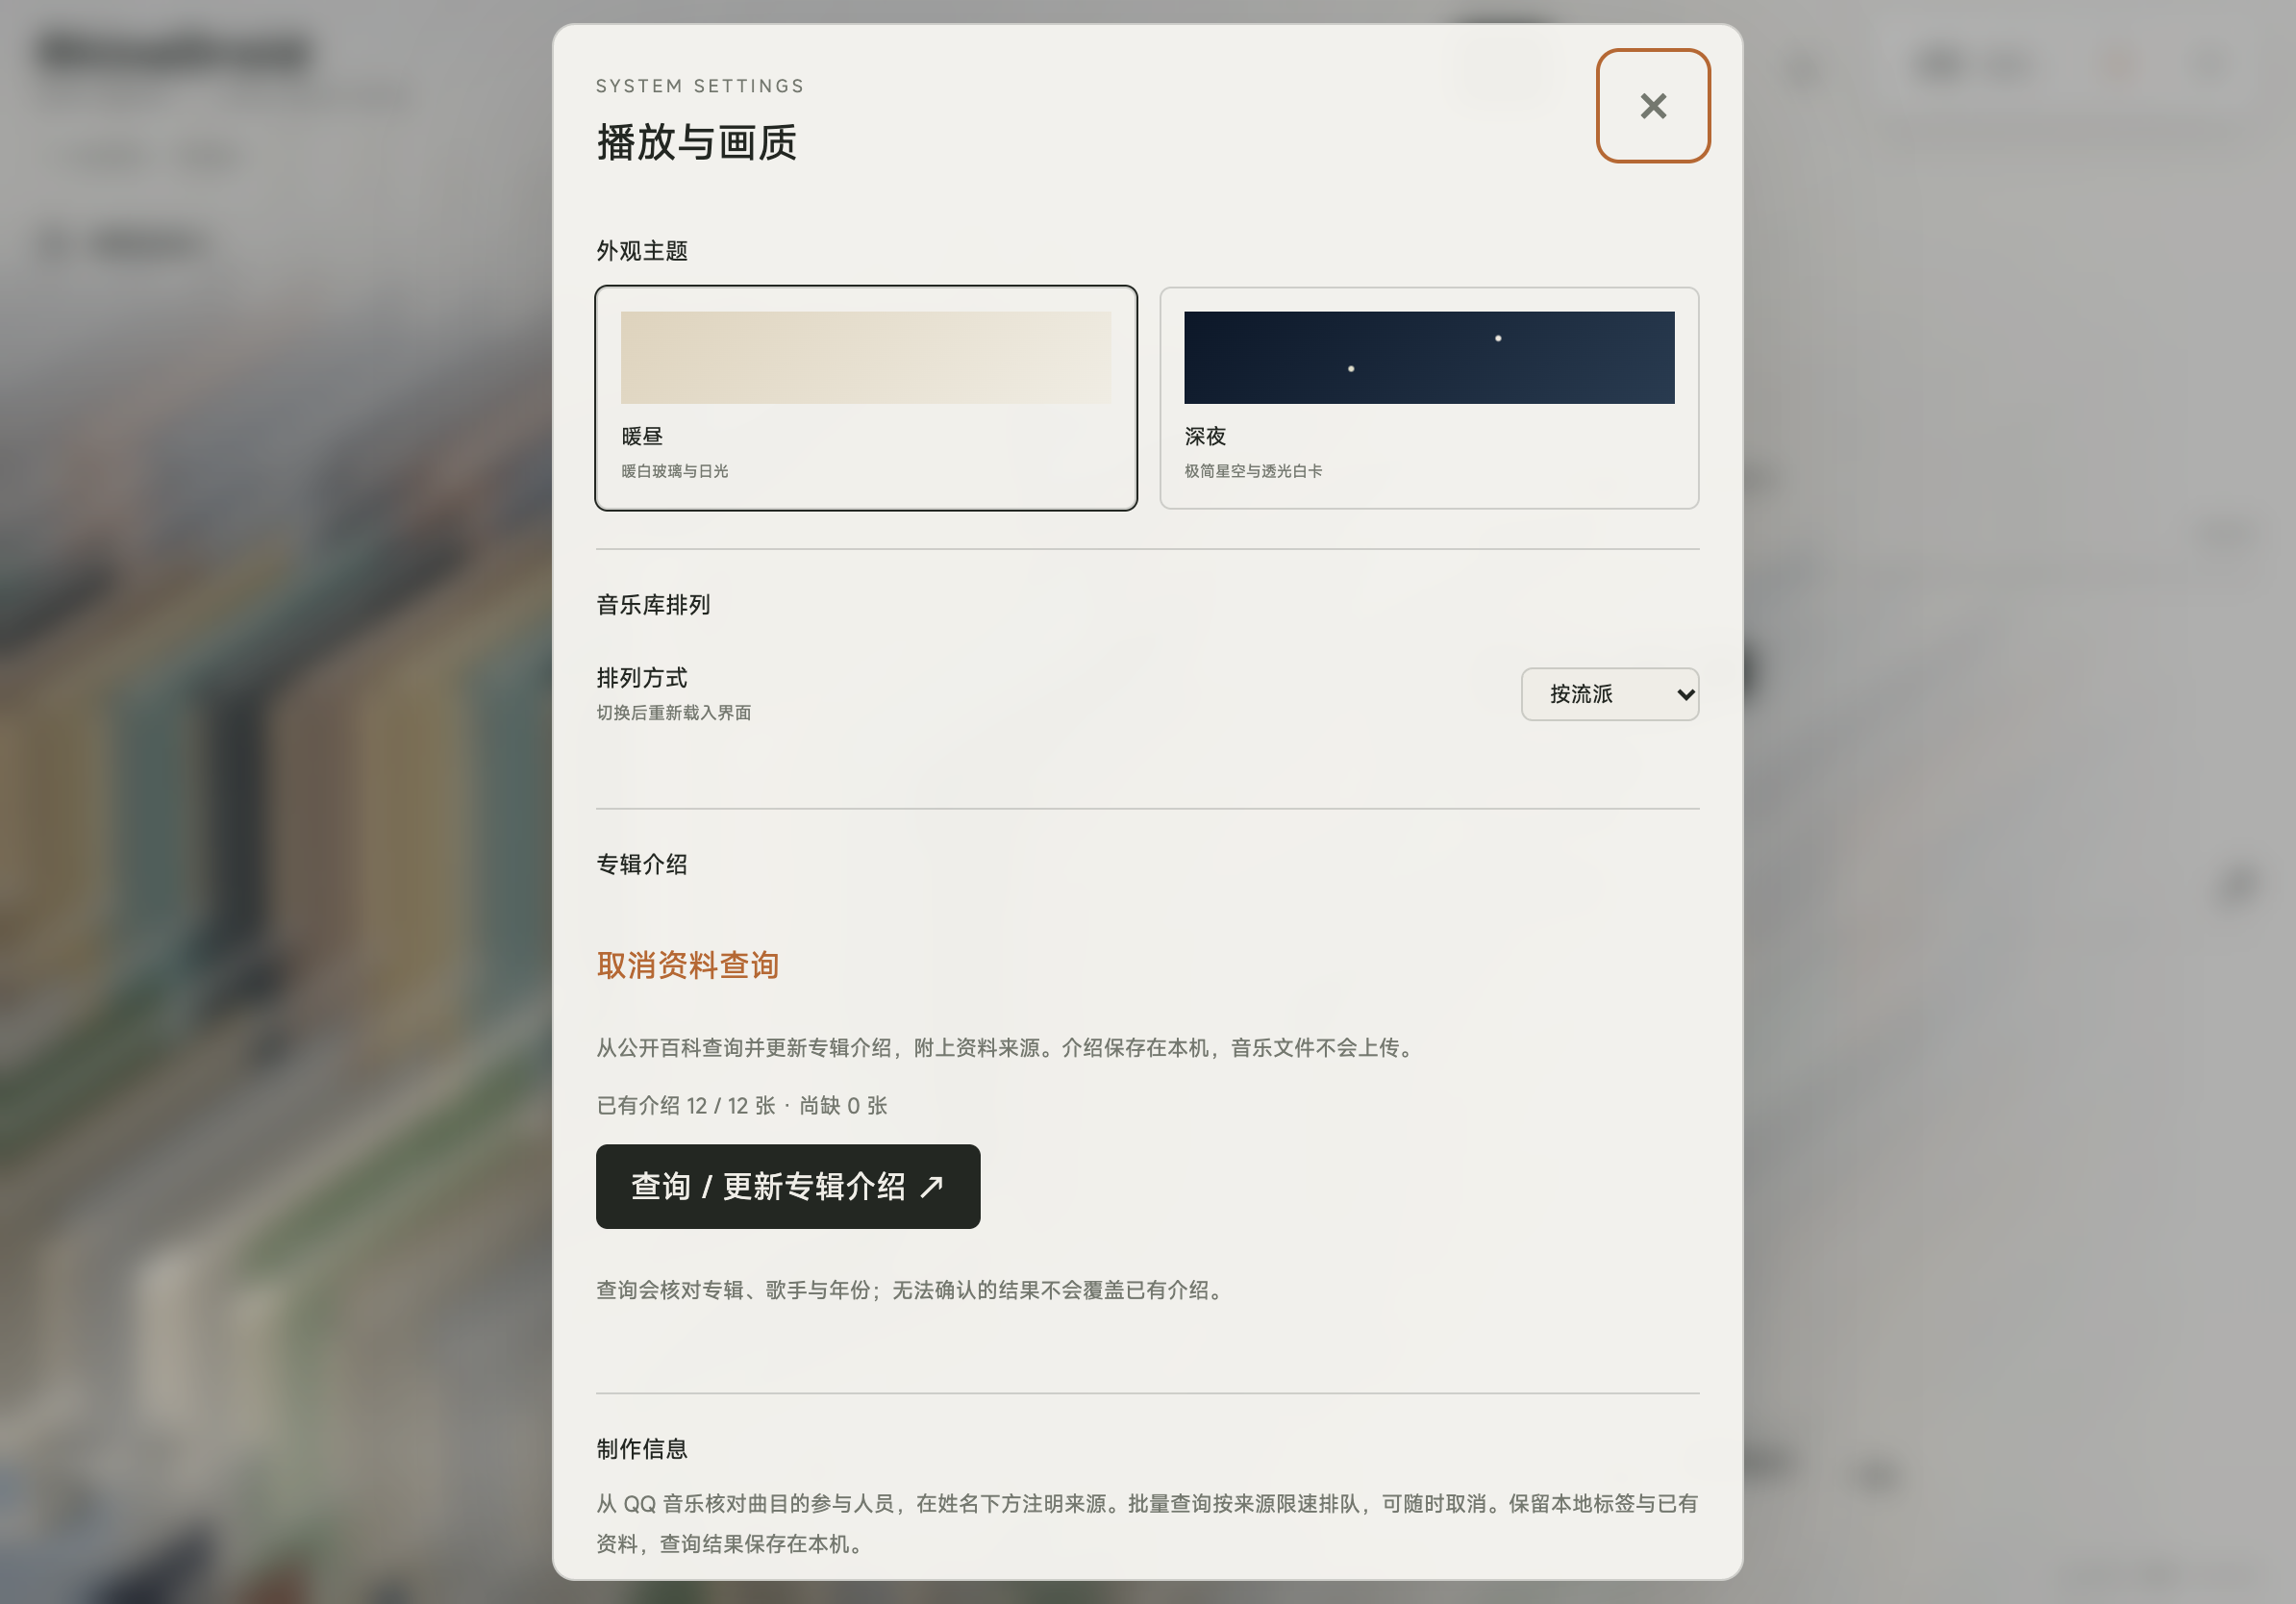 SYSTEM SETTINGS
播放与画质
外观主题
暖昼
暖白玻璃与日光
深夜
极简星空与透光白卡
音乐库排列
排列方式
切换后重新载入界面
按流派
专辑介绍
取消资料查询
从公开百科查询并更新专辑介绍，附上资料来源。介绍保存在本机，音乐文件不会上传。
已有介绍 12 / 12 张 · 尚缺 0 张
查询 / 更新专辑介绍 ↗
查询会核对专辑、歌手与年份；无法确认的结果不会覆盖已有介绍。
制作信息
从 QQ 音乐核对曲目的参与人员，在姓名下方注明来源。批量查询按来源限速排队，可随时取消。保留本地标签与已有
资料，查询结果保存在本机。